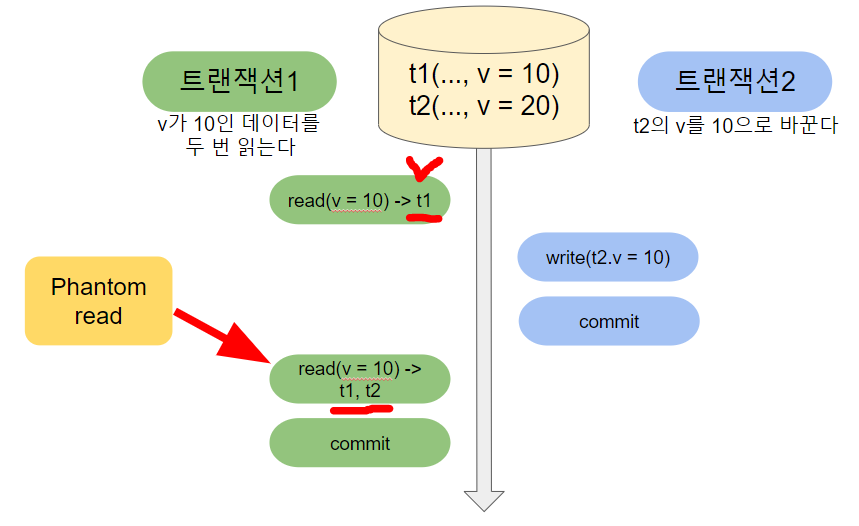 트랜잭션1
v가 10인 데이터를
두 번 읽는다
t1(..., v = 10)
t2(..., v = 20)
트랜잭션2
t2의 v를 10으로 바꾼다
read(v = 10) -> t1
write(t2.v = 10)
commit
Phantom
read
read(v = 10) ->
t1, t2
commit